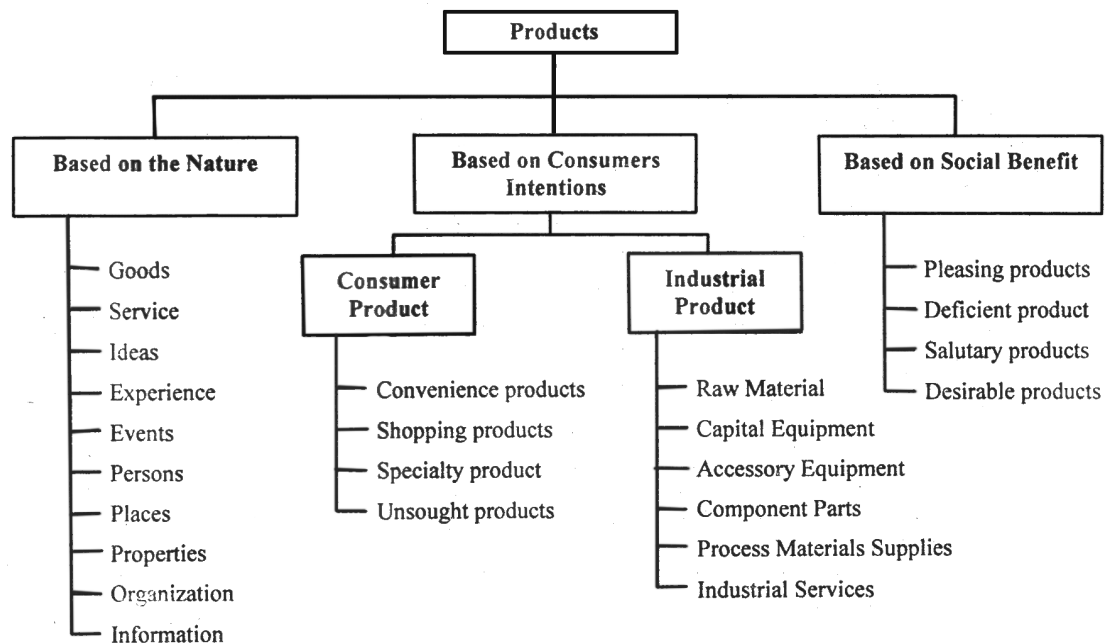 Products
Based on the Nature
Goods
Service
Ideas
Experience
Events
Persons
Places
Properties
Organization
Information
Based on Consumers
Intentions
Consumer
Product
Convenience products
Shopping products
Specialty product
Unsought products
Industrial
Product
Raw Material
Capital Equipment
Accessory Equipment
Component Parts
Process Materials Supplies
Industrial Services
Based on Social Benefit
Pleasing products
Deficient product
Salutary products
Desirable products